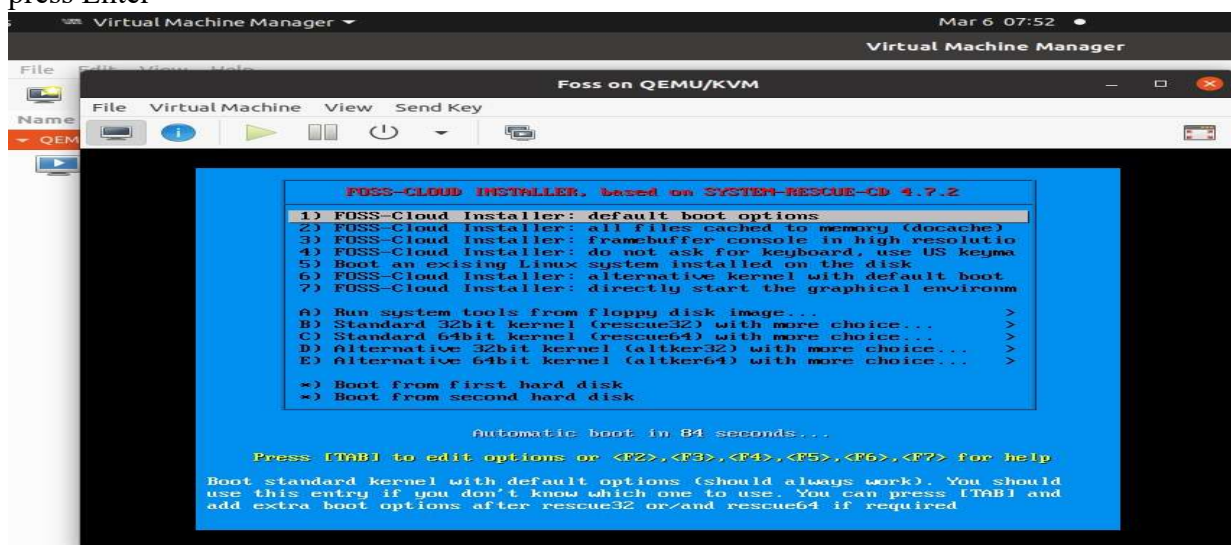 press Enter
Virtual Machine Manager
Mar 6 07:52
Virtual Machine Manager
File Edit View Help
Foss on QEMU/KVM
File Virtual Machine View Send Key
Name
QEM
FOSS-CLOUD INSTALLER, based on SYSTEM-RESCUE-CD 4.7.2
1) FOSS-Cloud Installer: default boot options
2) FOSS-Cloud Installer: all files cached to memory (docache)
3) FOSS-Cloud Installer: framebuffer console in high resolutio
4) FOSS-Cloud Installer: do not ask for keyboard, use US keyma
5) Boot an exising Linux system installed on the disk
6) FOSS-Cloud Installer: alternative kernel with default boot
7) FOSS-Cloud Installer: directly start the graphical environm
A) Run system tools from floppy disk image... >
B) Standard 32bit kernel (rescue32) with more choice... >
C) Standard 64bit kernel (rescue64) with more choice... >
D) Alternative 32bit kernel (altker32) with more choice... >
E) Alternative 64bit kernel (altker64) with more choice... >
*) Boot from first hard disk
*) Boot from second hard disk
Automatic boot in 84 seconds...
Press [TAB] to edit options or <F2>,<F3>,<F4>,<F5>,<F6>,<F7> for help
Boot standard kernel with default options (should always work). You should
use this entry if you don't know which one to use. You can press [TAB] and
add extra boot options after rescue32 or/and rescue64 if required